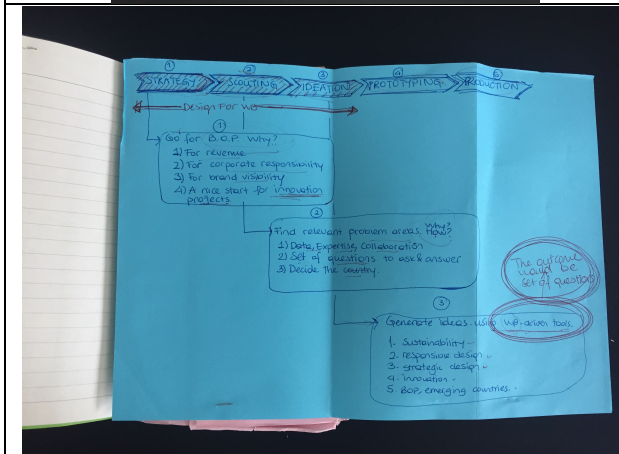 ① ② ③ ④ ⑤
STRATEGY SCOUTING IDEATION PROTOTYPING PRODUCTION
Design For WB
①
Go for B.O.P. Why?
1) For revenue
2) For corporate responsibility
3) For brand visibility
4) A nice start for innovation
projects
②
Find relevant problem areas. Why?
How?
1) Data, Expertise, Collaboration
2) Set of questions to ask & answer
3) Decide the country.
The outcome
would be
set of questions
③
Generate ideas using WB-driven tools.
1. Sustainability
2. responsible design
3. strategic design
4. innovation
5. BOP, emerging countries.